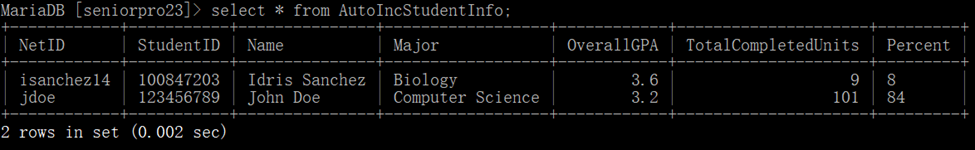 MariaDB [seniorpro23]> select * from AutoIncStudentInfo;
| NetID | StudentID | Name | Major | OverallGPA | TotalCompletedUnits | Percent |
| isanchez14 | 100847203 | Idris Sanchez | Biology | 3.6 | 9 | 8 |
| jdoe | 123456789 | John Doe | Computer Science | 3.2 | 101 | 84 |
2 rows in set (0.002 sec)